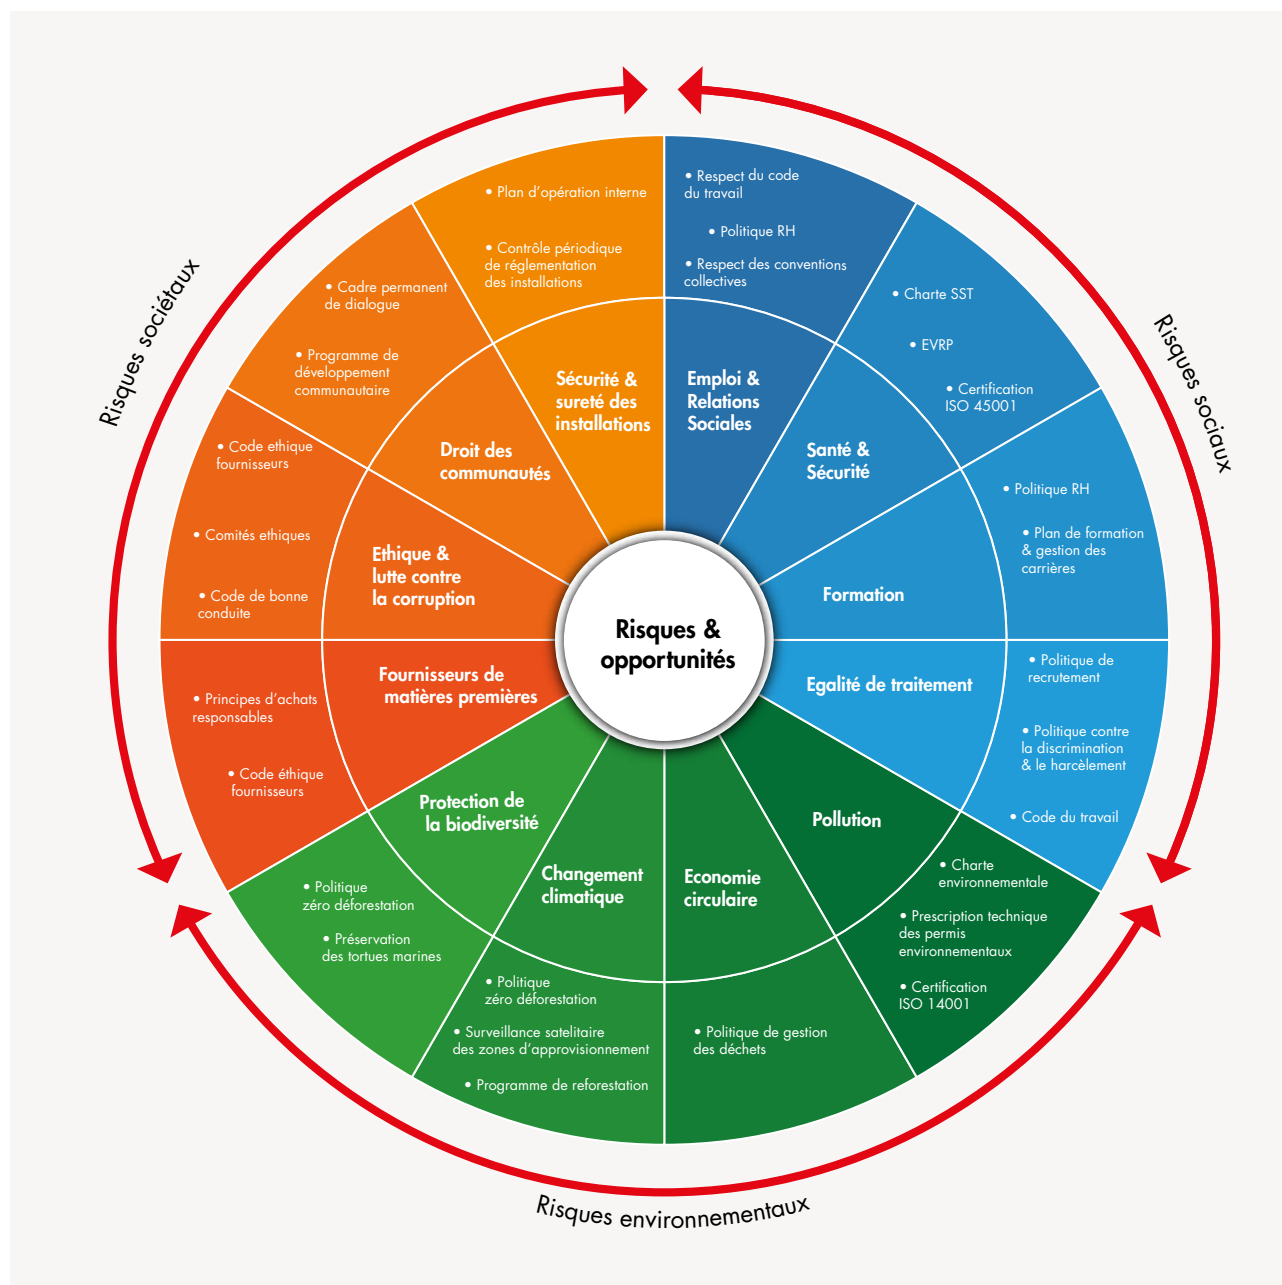 Risques &
opportunités
Risques sociaux
Emploi &
Relations
Sociales
• Respect du code
du travail
• Politique RH
• Respect des conventions
collectives
Santé &
Sécurité
• Charte SST
• EVRP
• Certification
ISO 45001
Formation
• Politique RH
• Plan de formation
& gestion des
carrières
Egalité de traitement
• Politique de
recrutement
• Politique contre
la discrimination
& le harcèlement
• Code du travail
Risques environnementaux
Pollution
• Charte
environnementale
• Prescription technique
des permis
environnementaux
• Certification
ISO 14001
Economie
circulaire
• Politique de gestion
des déchets
Changement
climatique
• Politique
zéro déforestation
• Surveillance satelitaire
des zones d’approvisionnement
• Programme de reforestation
Protection de
la biodiversité
• Politique
zéro déforestation
• Préservation
des tortues marines
Risques sociétaux
Fournisseurs de
matières premières
• Principes d’achats
responsables
• Code éthique
fournisseurs
Ethique &
lutte contre
la corruption
• Code ethique
fournisseurs
• Comités ethiques
• Code de bonne
conduite
Droit des
communautés
• Cadre permanent
de dialogue
• Programme de
développement
communautaire
Sécurité &
sureté des
installations
• Plan d’opération interne
• Contrôle périodique
de réglementation
des installations